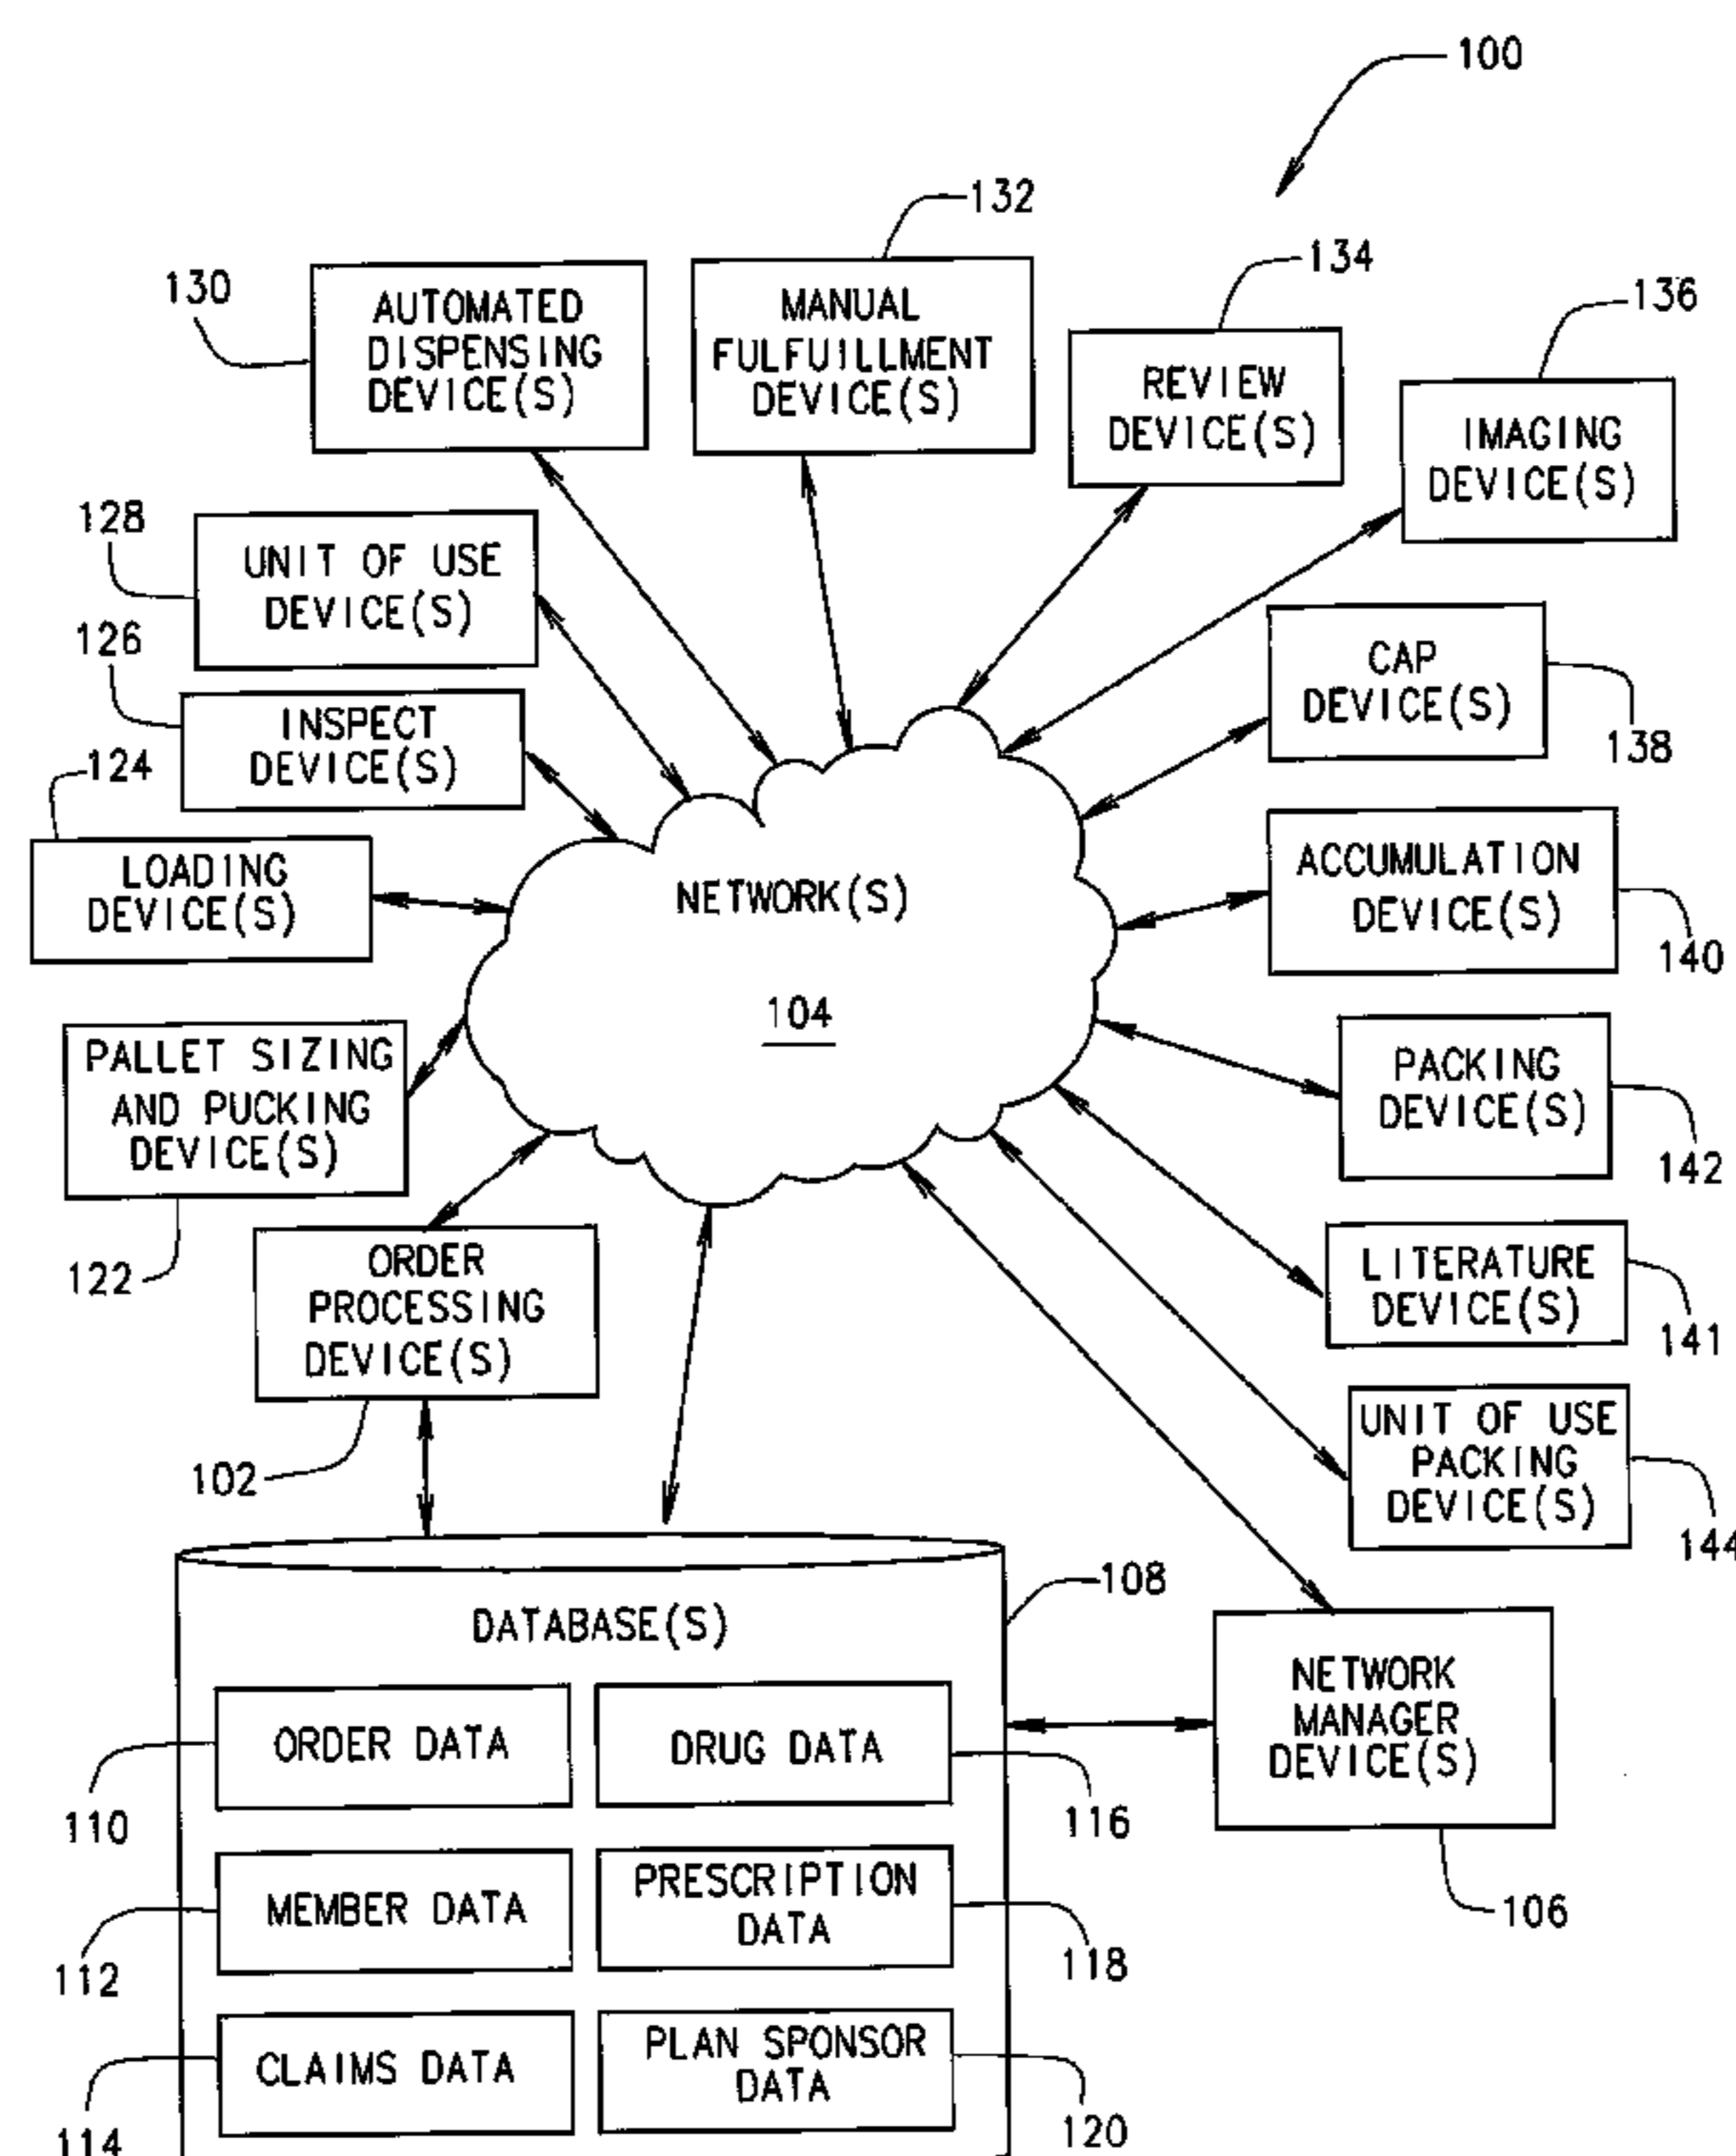 100
132
134
136
130
AUTOMATED
DISPENSING
DEVICE(S)
MANUAL
FULFUILLMENT
DEVICE(S)
REVIEW
DEVICE(S)
IMAGING
DEVICE(S)
128
UNIT OF USE
DEVICE(S)
126
INSPECT
DEVICE(S)
CAP
DEVICE(S)
138
124
LOADING
DEVICE(S)
NETWORK(S)
104
ACCUMULATION
DEVICE(S)
140
PALLET SIZING
AND PUCKING
DEVICE(S)
122
PACKING
DEVICE(S)
142
ORDER
PROCESSING
DEVICE(S)
102
LITERATURE
DEVICE(S)
141
UNIT OF USE
PACKING
DEVICE(S)
144
108
DATABASE(S)
NETWORK
MANAGER
DEVICE(S)
106
ORDER DATA
110
DRUG DATA
116
MEMBER DATA
112
PRESCRIPTION
DATA
118
CLAIMS DATA
114
PLAN SPONSOR
DATA
120